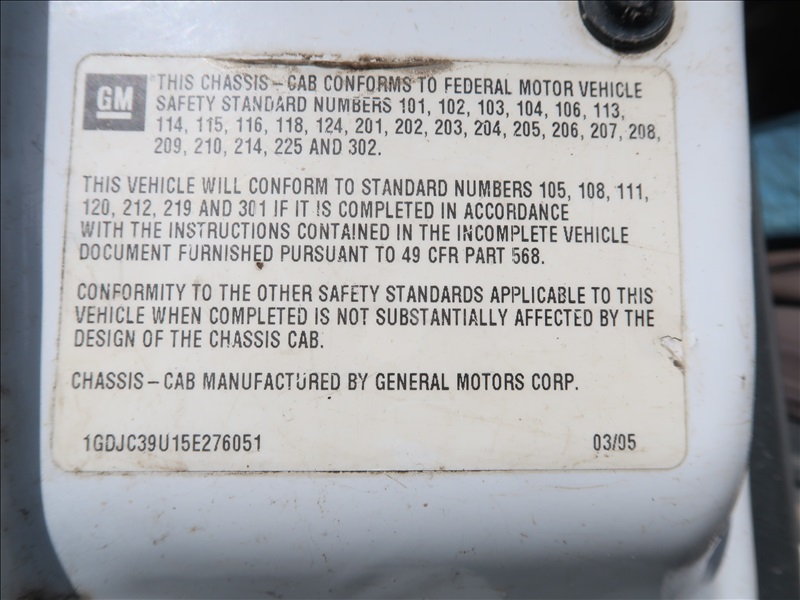 GM
THIS CHASSIS-CAB CONFORMS TO FEDERAL MOTOR VEHICLE
SAFETY STANDARD NUMBERS 101, 102, 103, 104, 106, 113,
114, 115, 116, 118, 124, 201, 202, 203, 204, 205, 206, 207, 208,
209, 210, 214, 225 AND 302.
THIS VEHICLE WILL CONFORM TO STANDARD NUMBERS 105, 108, 111,
120, 212, 219 AND 301 IF IT IS COMPLETED IN ACCORDANCE
WITH THE INSTRUCTIONS CONTAINED IN THE INCOMPLETE VEHICLE
DOCUMENT FURNISHED PURSUANT TO 49 CFR PART 568.
CONFORMITY TO THE OTHER SAFETY STANDARDS APPLICABLE TO THIS
VEHICLE WHEN COMPLETED IS NOT SUBSTANTIALLY AFFECTED BY THE
DESIGN OF THE CHASSIS CAB.
CHASSIS-CAB MANUFACTURED BY GENERAL MOTORS CORP.
1GDJC39U15E276051 03/05